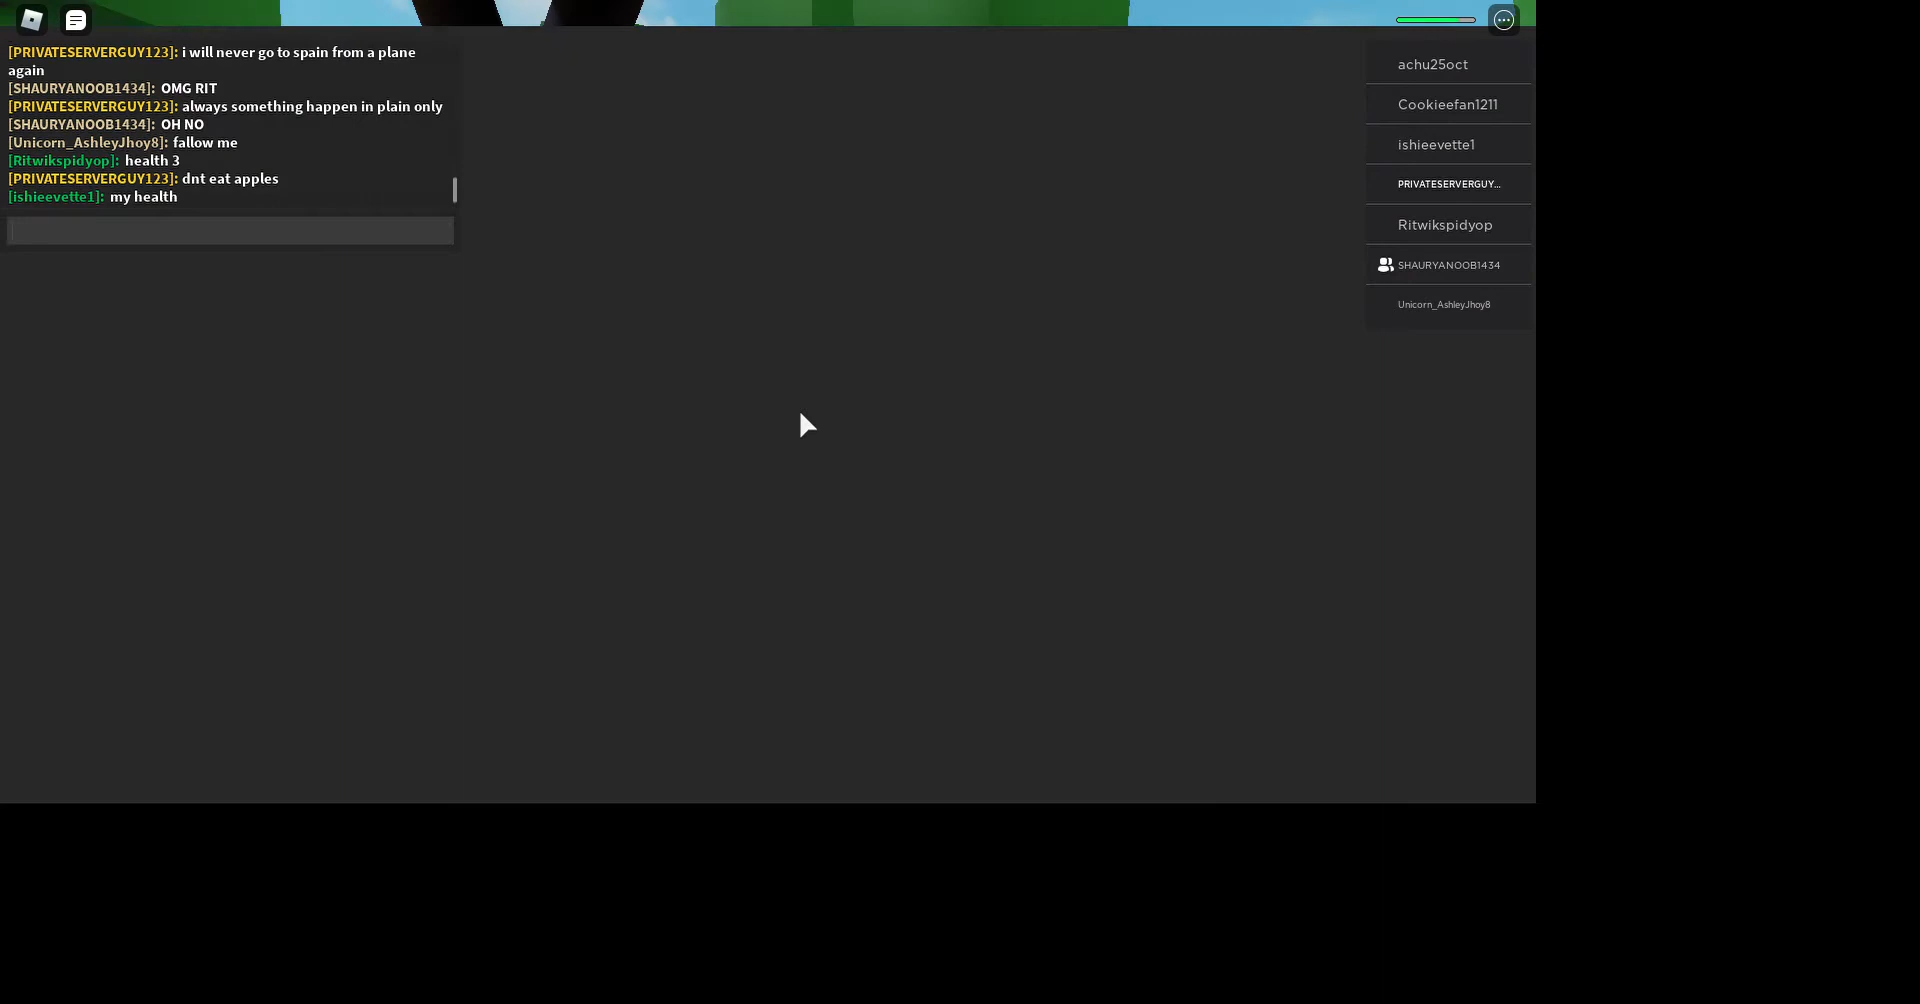 [PRIVATESERVERGUY123]: i will never go to spain from a plane
again
[SHAURYANOOB1434]: OMG RIT
[PRIVATESERVERGUY123]: always something happen in plain only
[SHAURYANOOB1434]: OH NO
[Unicorn_AshleyJhoy8]: fallow me
[Ritwikspidyop]: health 3
[PRIVATESERVERGUY123]: dnt eat apples
[ishieevette1]: my health
achu25oct
Cookieefan1211
ishieevette1
PRIVATESERVERGUY...
Ritwikspidyop
SHAURYANOOB1434
Unicorn_AshleyJhoy8